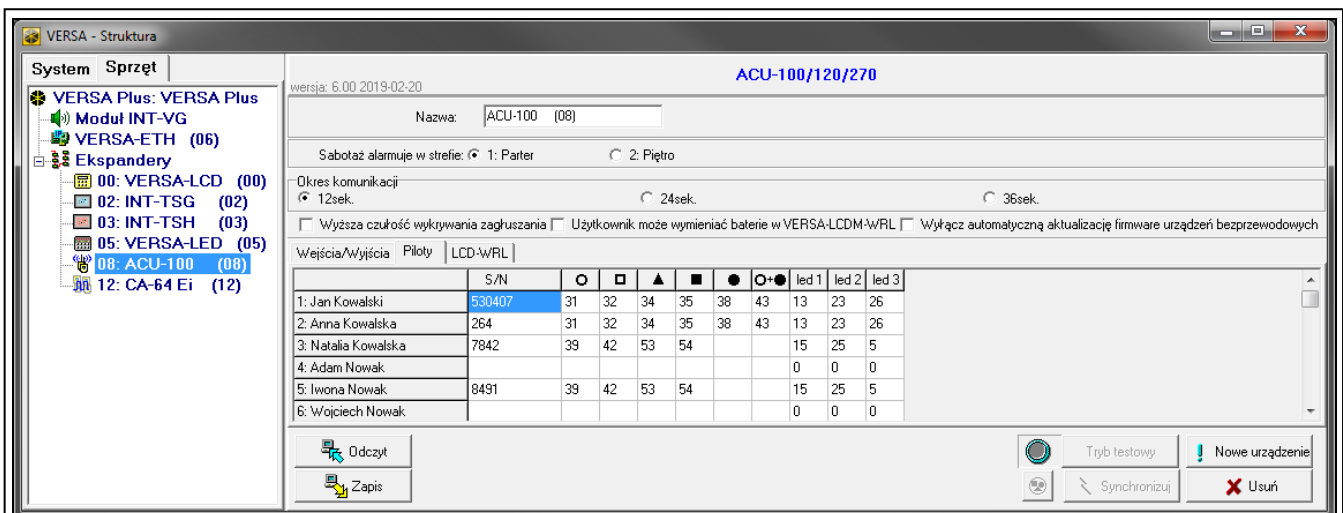 VERSA - Struktura
System Sprzęt
VERSA Plus: VERSA Plus
Moduł INT-VG
VERSA-ETH (06)
Ekspandery
00: VERSA-LCD (00)
02: INT-TSG (02)
03: INT-TSH (03)
05: VERSA-LED (05)
08: ACU-100 (08)
12: CA-64 Ei (12)
ACU-100/120/270
wersja: 6.00 2019-02-20
Nazwa: ACU-100 (08)
Sabotaż alarmuje w strefie: 1: Parter 2: Piętro
Okres komunikacji
12sek. 24sek. 36sek.
Wyższa czułość wykrywania zagłuszania Użytkownik może wymieniać baterie w VERSA-LCDM-WRL Wyłącz automatyczną aktualizację firmware urządzeń bezprzewodowych
Wejścia/Wyjścia Piloty LCD-WRL
S/N O □ ▲ ■ ● O+● led 1 led 2 led 3
1: Jan Kowalski 530407 31 32 34 35 38 43 13 23 26
2: Anna Kowalska 264 31 32 34 35 38 43 13 23 26
3: Natalia Kowalska 7842 39 42 53 54 15 25 5
4: Adam Nowak 0 0 0
5: Iwona Nowak 8491 39 42 53 54 15 25 5
6: Wojciech Nowak 0 0 0
Odczyt Tryb testowy Nowe urządzenie
Zapis Synchronizuj Usuń